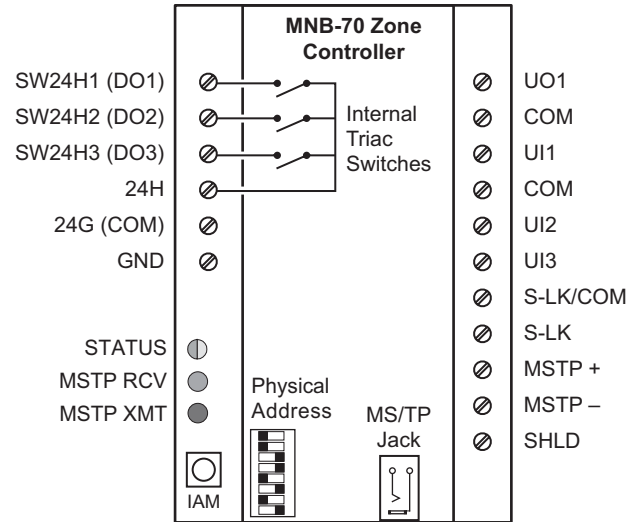 MNB-70 Zone
Controller
SW24H1 (DO1)
SW24H2 (DO2)
SW24H3 (DO3)
24H
24G (COM)
GND
Internal
Triac
Switches
STATUS
MSTP RCV
MSTP XMT
IAM
Physical
Address
MS/TP
Jack
UO1
COM
UI1
COM
UI2
UI3
S-LK/COM
S-LK
MSTP +
MSTP –
SHLD